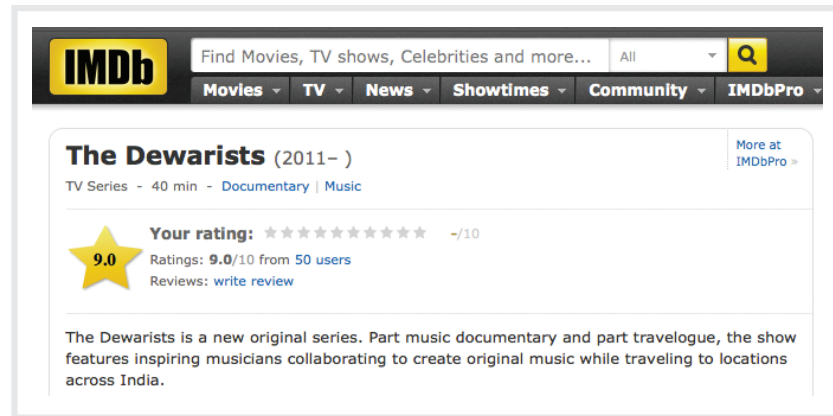 IMDb
Find Movies, TV shows, Celebrities and more... All
Movies TV News Showtimes Community IMDbPro
The Dewarists (2011– )
More at
IMDbPro »
TV Series - 40 min - Documentary | Music
Your rating: -/10
9.0
Ratings: 9.0/10 from 50 users
Reviews: write review
The Dewarists is a new original series. Part music documentary and part travelogue, the show
features inspiring musicians collaborating to create original music while traveling to locations
across India.